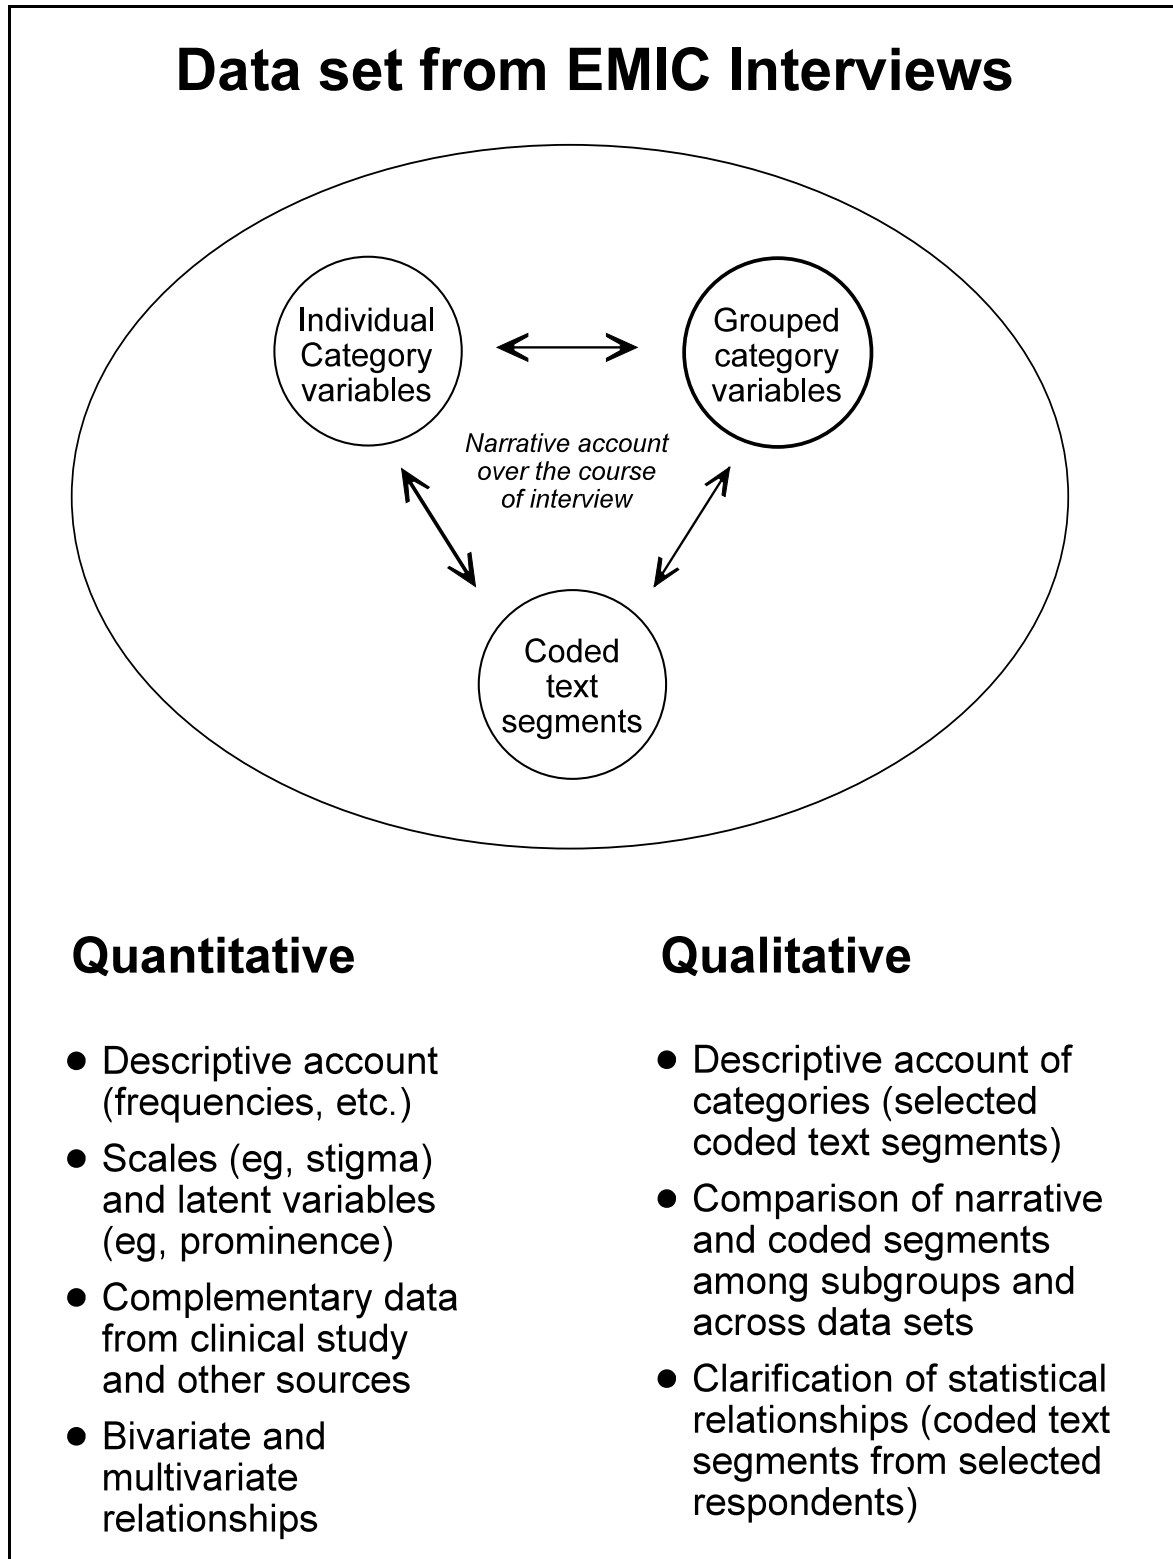 Data set from EMIC Interviews
Individual
Category
variables
Grouped
category
variables
Narrative account
over the course
of interview
Coded
text
segments
Quantitative
● Descriptive account
(frequencies, etc.)
● Scales (eg, stigma)
and latent variables
(eg, prominence)
● Complementary data
from clinical study
and other sources
● Bivariate and
multivariate
relationships
Qualitative
● Descriptive account of
categories (selected
coded text segments)
● Comparison of narrative
and coded segments
among subgroups and
across data sets
● Clarification of statistical
relationships (coded text
segments from selected
respondents)